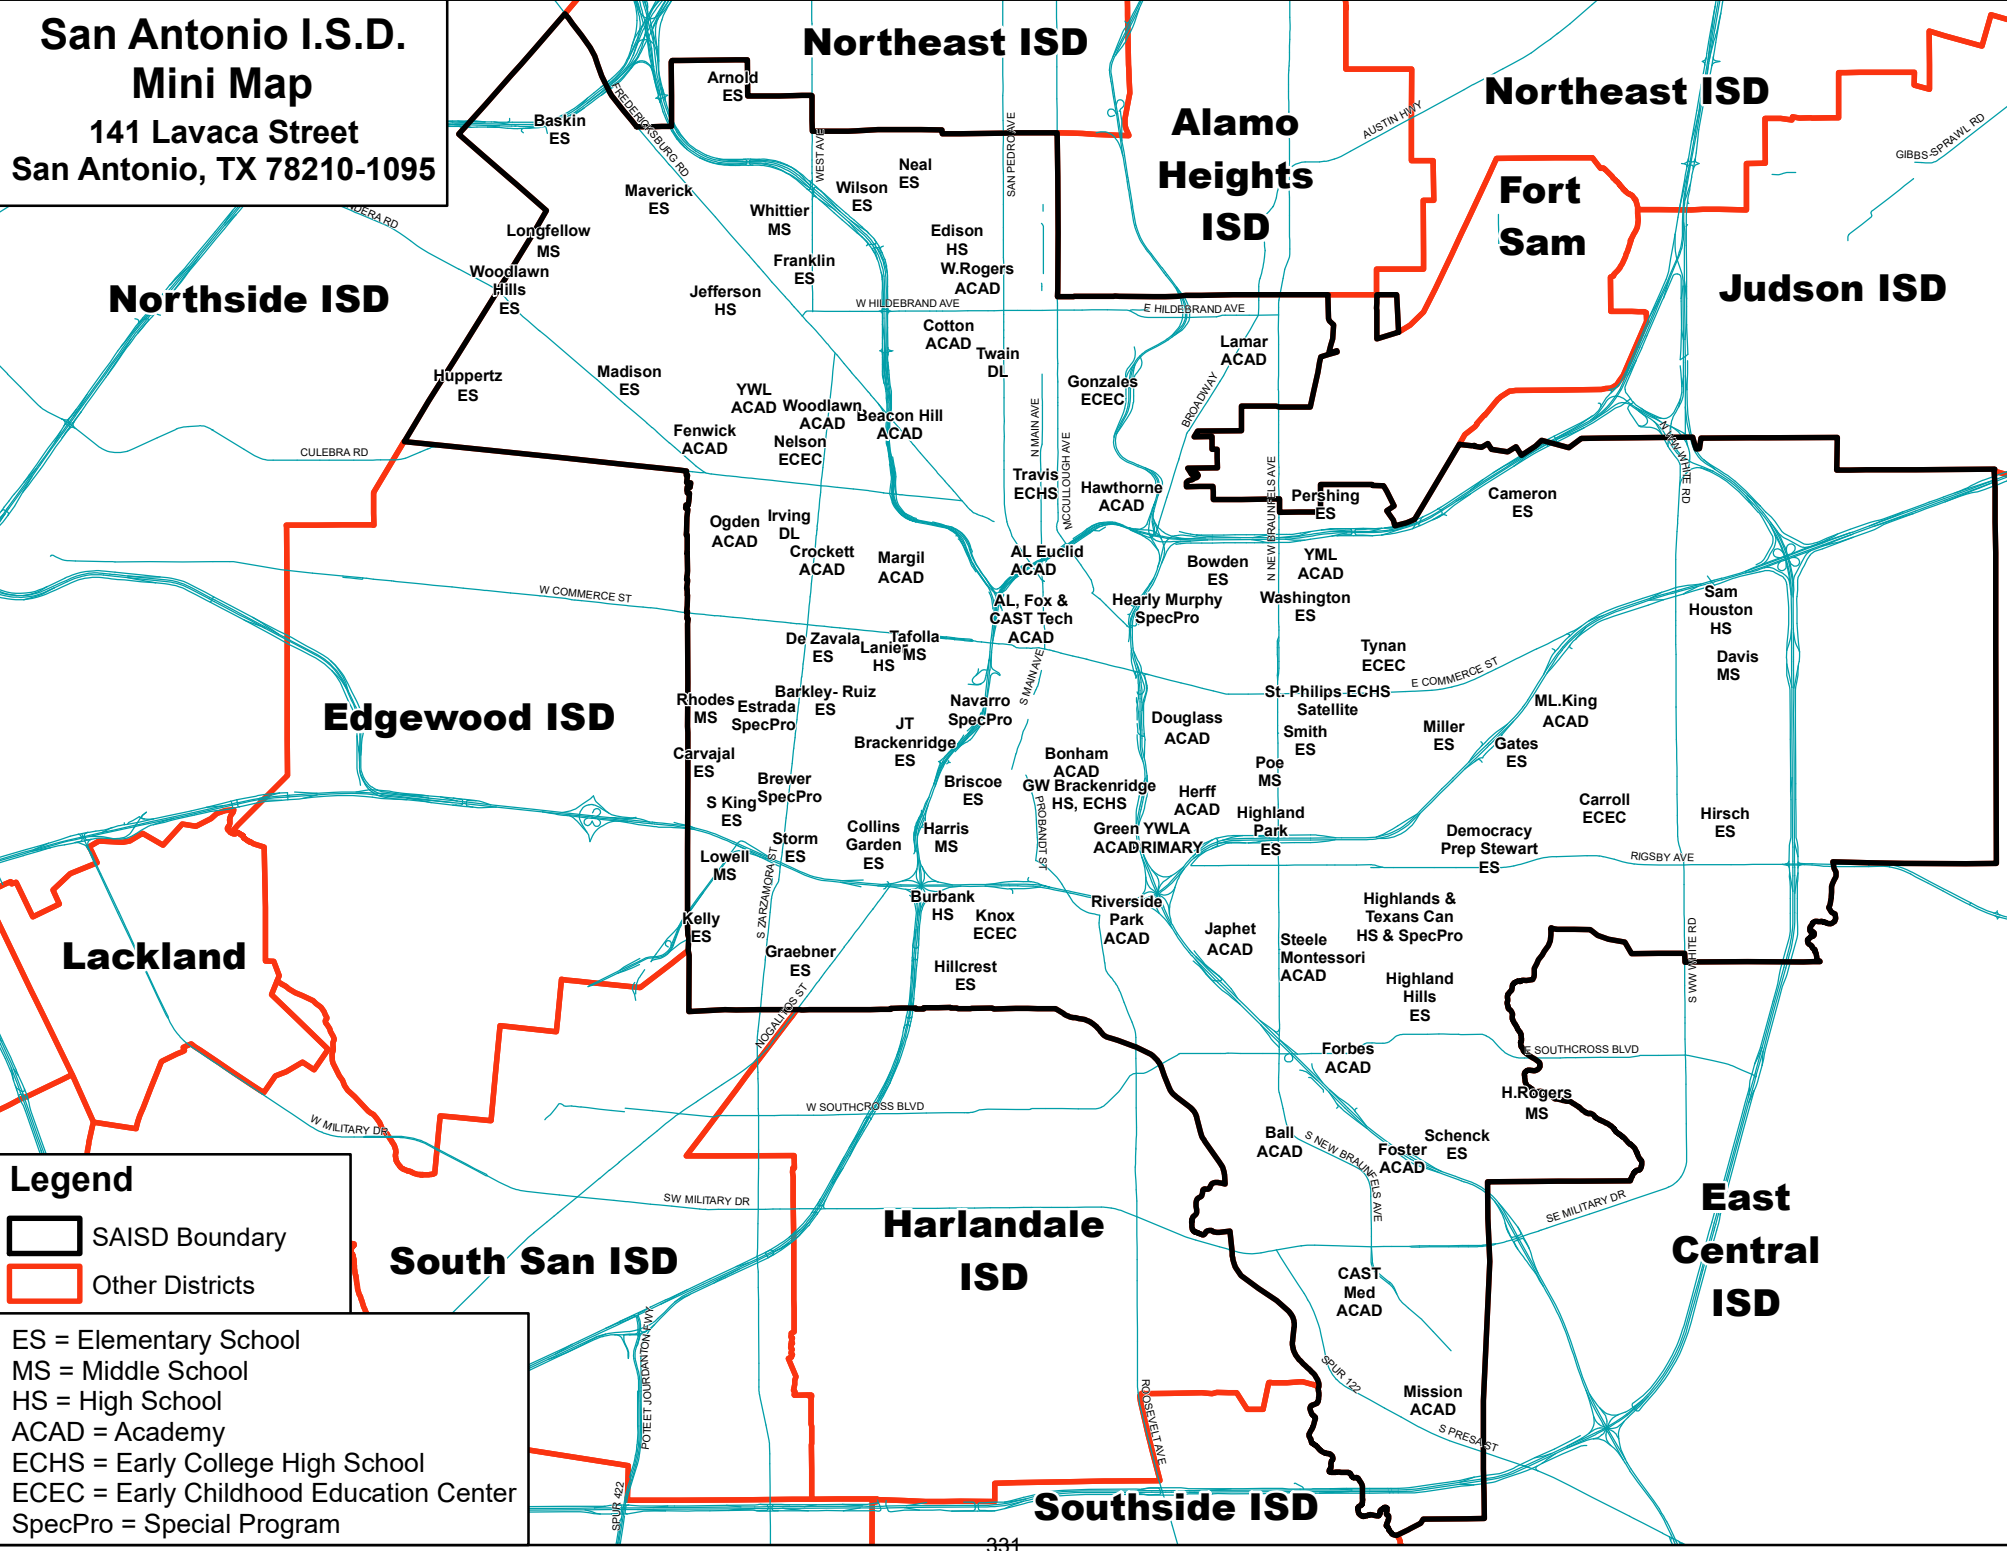 San Antonio I.S.D.
Mini Map
141 Lavaca Street
San Antonio, TX 78210-1095
Northeast ISD
Northeast ISD
Alamo
Heights
ISD
Fort
Sam
Judson ISD
Northside ISD
Edgewood ISD
Lackland
South San ISD
Harlandale
ISD
East
Central
ISD
Southside ISD
Arnold
ES
Baskin
ES
FREDERICKSBURG RD
WEST AVE
SAN PEDRO AVE
AUSTIN HWY
GIBBS-SPRAWL RD
Neal
ES
Wilson
ES
Maverick
ES
Whittier
MS
Longfellow
MS
Edison
HS
W.Rogers
ACAD
Franklin
ES
Woodlawn
Hills
ES
Jefferson
HS
W HILDEBRAND AVE
E HILDEBRAND AVE
Cotton
ACAD
Twain
DL
Lamar
ACAD
Huppertz
ES
Madison
ES
YWL
ACAD
Woodlawn
ACAD
Beacon Hill
ACAD
Gonzales
ECEC
BROADWAY
N MAIN AVE
MCCULLOUGH AVE
Fenwick
ACAD
Nelson
ECEC
CULEBRA RD
N WW WHITE RD
Travis
ECHS
Hawthorne
ACAD
N NEW BRAUNFELS AVE
Pershing
ES
Cameron
ES
Ogden
ACAD
Irving
DL
Crockett
ACAD
Margil
ACAD
AL Euclid
ACAD
Bowden
ES
YML
ACAD
W COMMERCE ST
AL, Fox &
CAST Tech
ACAD
Hearly Murphy
SpecPro
Washington
ES
Sam
Houston
HS
De Zavala
ES
Lanier
HS
Tafolla
MS
Tynan
ECEC
Davis
MS
E COMMERCE ST
S MAIN AVE
Rhodes
MS
Estrada
SpecPro
Barkley- Ruiz
ES
Navarro
SpecPro
St. Philips ECHS
Satellite
ML.King
ACAD
JT
Brackenridge
ES
Douglass
ACAD
Smith
ES
Miller
ES
Gates
ES
Carvajal
ES
Bonham
ACAD
Poe
MS
Brewer
SpecPro
Briscoe
ES
GW Brackenridge
HS, ECHS
Herff
ACAD
S King
ES
PROBANDT ST
Highland
Park
ES
Carroll
ECEC
Hirsch
ES
Storm
ES
Collins
Garden
ES
Harris
MS
Green YWLA
ACADRIMARY
Democracy
Prep Stewart
ES
RIGSBY AVE
Lowell
MS
S ZARZAMORA ST
Burbank
HS
Knox
ECEC
Riverside
Park
ACAD
Highlands &
Texans Can
HS & SpecPro
Kelly
ES
Japhet
ACAD
Steele
Montessori
ACAD
S WW WHITE RD
Graebner
ES
Hillcrest
ES
Highland
Hills
ES
NOGALITOS ST
Forbes
ACAD
E SOUTHCROSS BLVD
H.Rogers
MS
W SOUTHCROSS BLVD
W MILITARY DR
Ball
ACAD
S NEW BRAUNFELS AVE
Foster
ACAD
Schenck
ES
SW MILITARY DR
SE MILITARY DR
CAST
Med
ACAD
SPUR 122
Mission
ACAD
S PRESA ST
ROOSEVELT AVE
POTEET JOURDANTON FWY
SPUR 422
Legend
SAISD Boundary
Other Districts
ES = Elementary School
MS = Middle School
HS = High School
ACAD = Academy
ECHS = Early College High School
ECEC = Early Childhood Education Center
SpecPro = Special Program
331